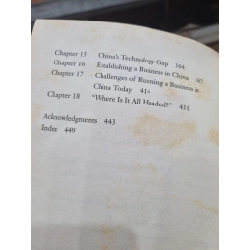 Chapter 15 China's Technology Gap 364
Chapter 16 Establishing a Business in China
Chapter 17 Challenges of Running a Business in
China Today
Chapter 18 "Where Is It All Headed?" 431
Acknowledgments 443
Index 449